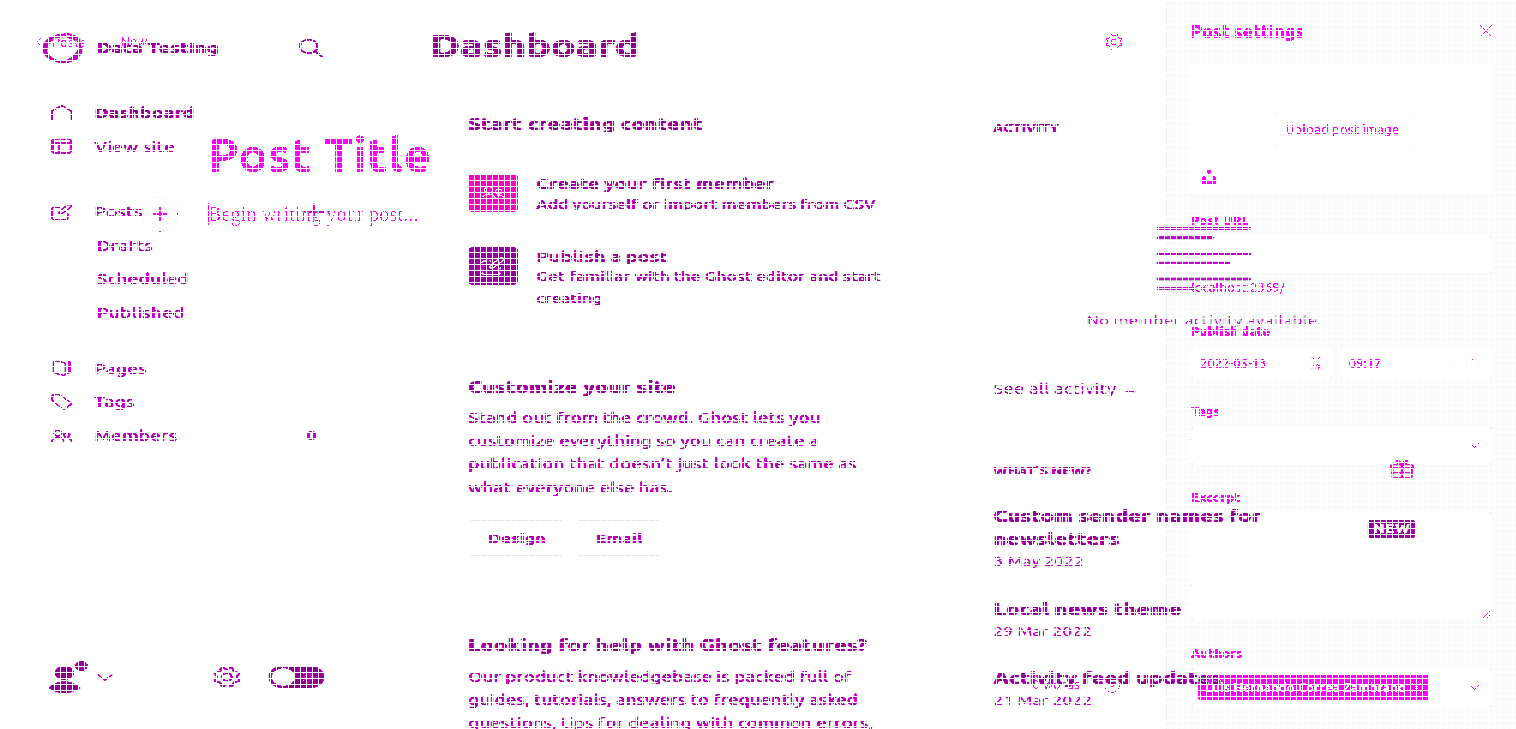 Data Testing
Dashboard
Post settings
Dashboard
View site
Posts
Drafts
Scheduled
Published
Pages
Tags
Members 0
Post Title
Begin writing your post...
Start creating content
Create your first member
Add yourself or import members from CSV
Publish a post
Get familiar with the Ghost editor and start
creating
Customize your site
Stand out from the crowd. Ghost lets you
customize everything so you can create a
publication that doesn't just look the same as
what everyone else has.
Design
Email
Looking for help with Ghost features?
Our product knowledgebase is packed full of
guides, tutorials, answers to frequently asked
questions, tips for dealing with common errors,
ACTIVITY
No member activity available.
See all activity →
WHAT'S NEW?
Custom sender names for
newsletters
3 May 2022
Local news theme
29 Mar 2022
Activity feed updates
21 Mar 2022
Upload post image
Post URL
localhost:2369/
Publish date
2022-05-13
09:17
Tags
Excerpt
NEW
Authors
Luis Hernando Correa Zambrano